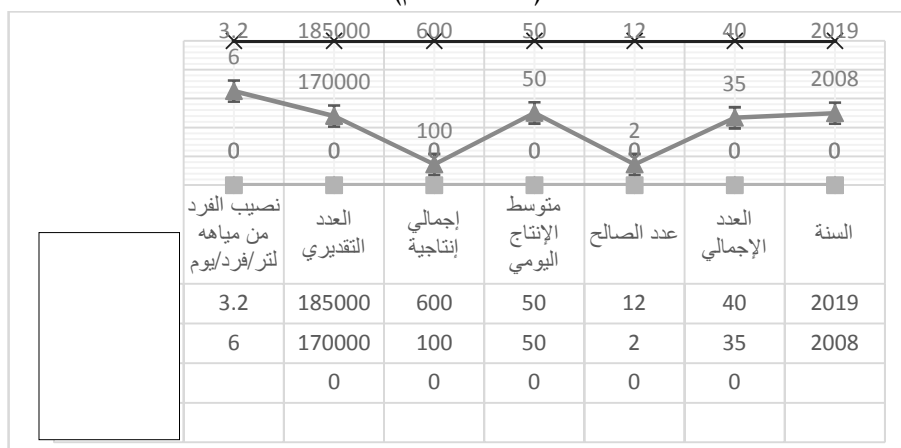 3.2 185000 600 50 12 40 2019
6 170000 100 50 2 35 2008
0 0 0 0 0 0 0
نصيب الفرد
من مياهه
لتر/فرد/يوم
العدد
التقديري
إجمالي
إنتاجية
متوسط
الإنتاج
اليومي
عدد الصالح
العدد
الإجمالي
السنة
3.2 185000 600 50 12 40 2019
6 170000 100 50 2 35 2008
0 0 0 0 0